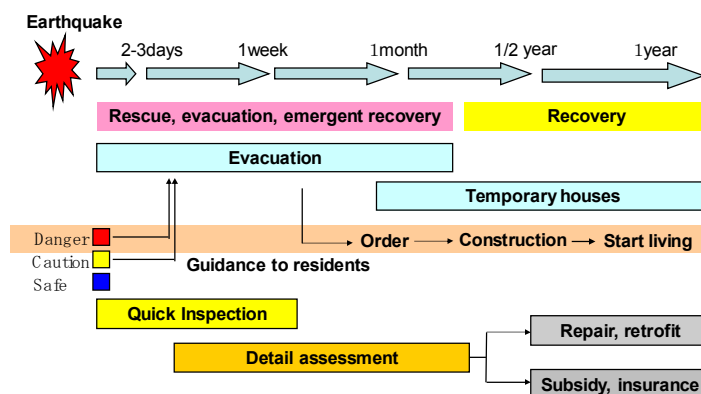 Earthquake
2-3days 1week 1month 1/2 year 1year
Rescue, evacuation, emergent recovery Recovery
Evacuation
Temporary houses
Danger Order Construction Start living
Caution Guidance to residents
Safe
Quick Inspection
Repair, retrofit
Detail assessment
Subsidy, insurance